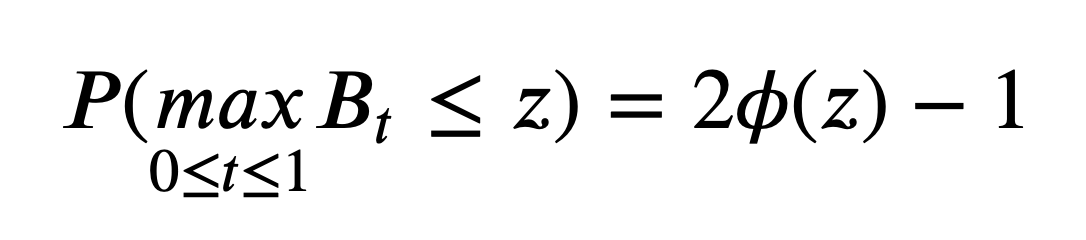 P(max B_t ≤ z) = 2ϕ(z) − 1
0≤t≤1